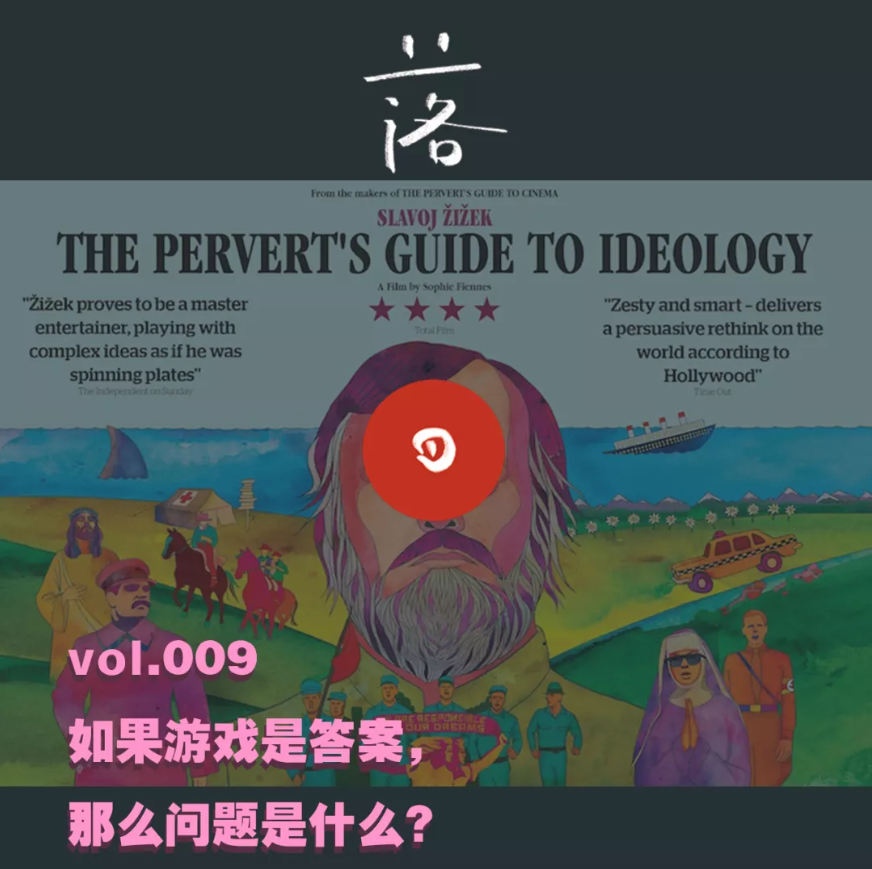 落
From the makers of THE PERVERT'S GUIDE TO CINEMA
SLAVOJ ŽIŽEK
THE PERVERT'S GUIDE TO IDEOLOGY
A Film by Sophie Fiennes
Total Film
"Žižek proves to be a master
entertainer, playing with
complex ideas as if he was
spinning plates"
The Independent on Sunday
"Zesty and smart – delivers
a persuasive rethink on the
world according to
Hollywood"
Time Out
OUR DREAMS
vol.009
如果游戏是答案，
那么问题是什么？